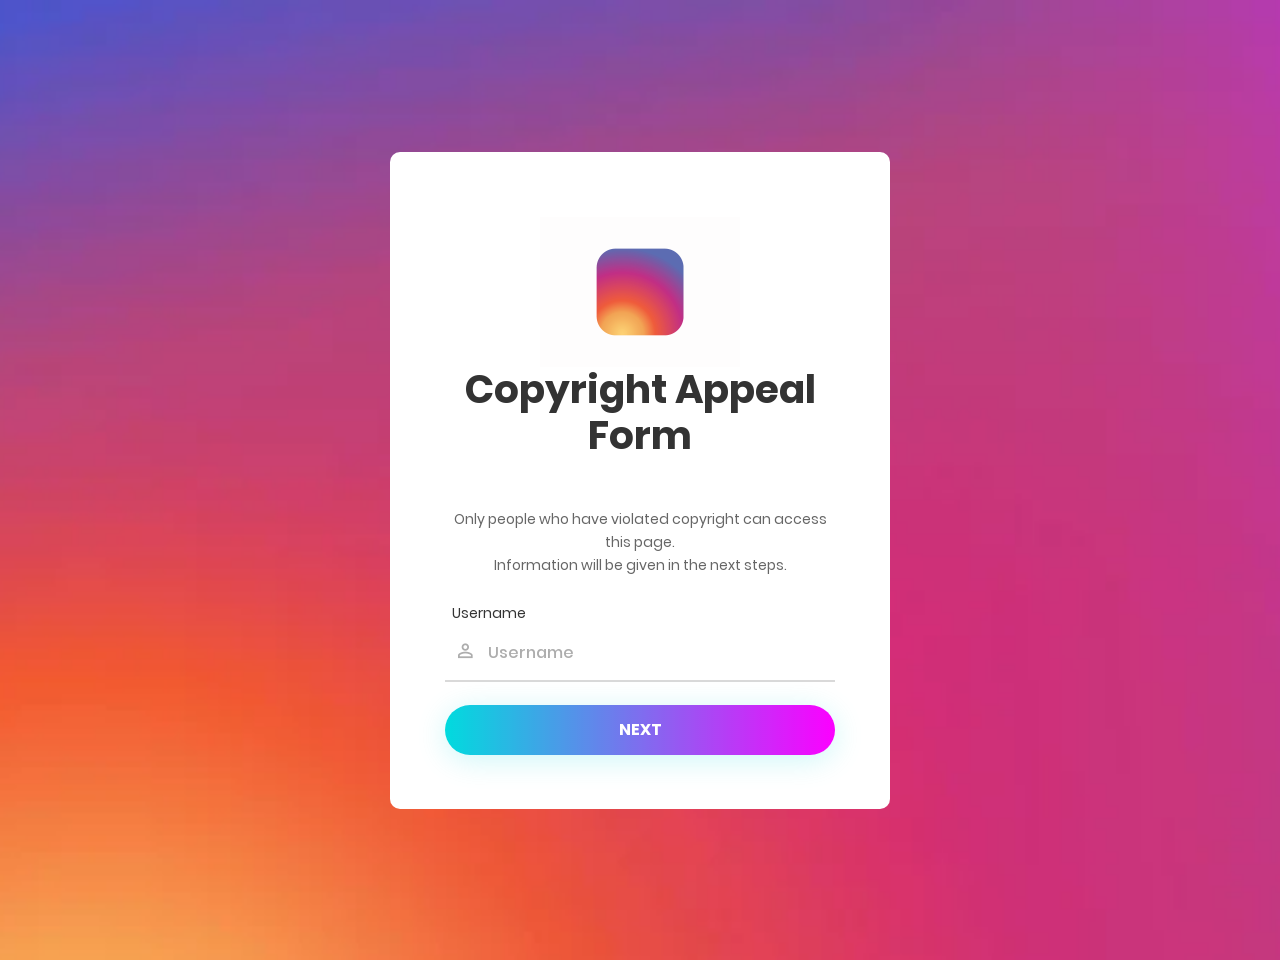 Copyright Appeal
Form
Only people who have violated copyright can access
this page.
Information will be given in the next steps.
Username
Username
NEXT